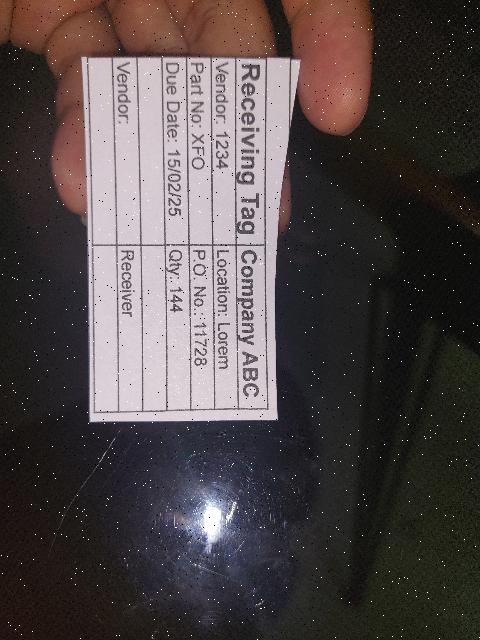 Receiving Tag Company ABC
Vendor: 1234 Location: Lorem
Part No: XFO P.O. No.: 11728
Due Date: 15/02/25 Qty: 144
Vendor: Receiver